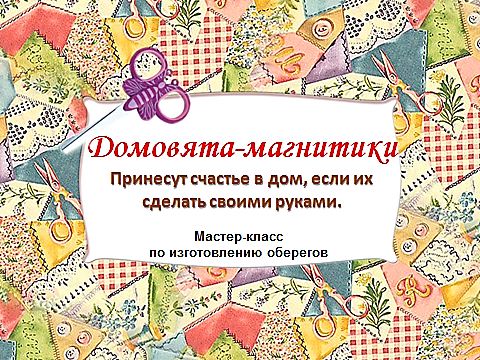 Домовята-магнитики
Принесут счастье в дом, если их
сделать своими руками.
Мастер-класс
по изготовлению оберегов